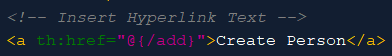 <!-- Insert Hyperlink Text -->
<a th:href="@{/add}">Create Person</a>